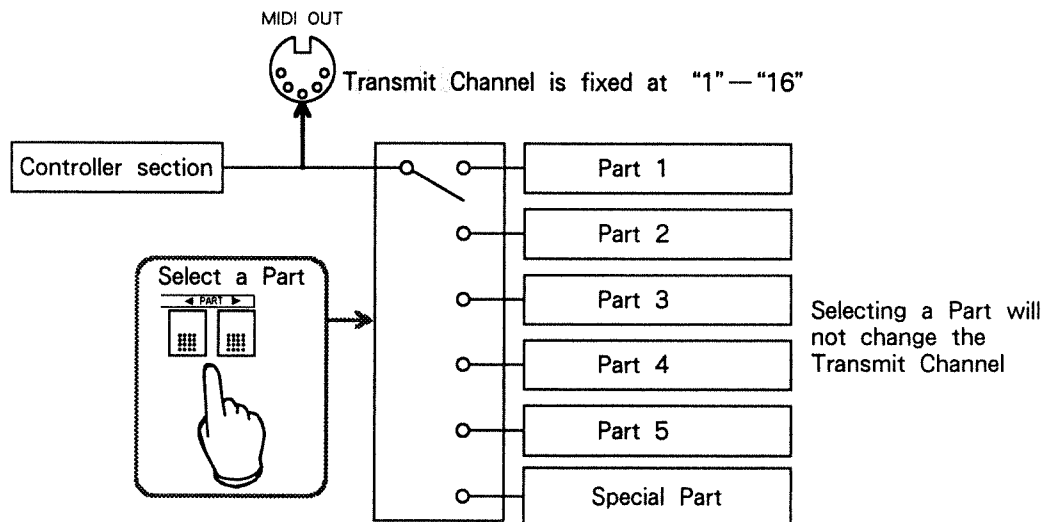 MIDI OUT
Transmit Channel is fixed at “1”—“16”
Controller section
Part 1
Part 2
Select a Part
◄ PART ►
Part 3
Selecting a Part will
not change the
Transmit Channel
Part 4
Part 5
Special Part